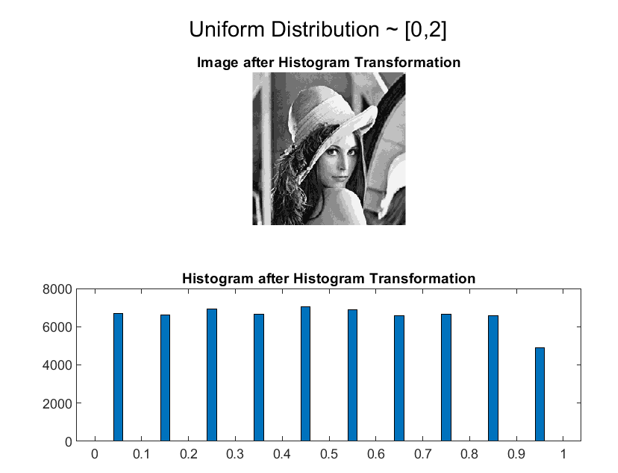 Uniform Distribution ~ [0,2]
Image after Histogram Transformation
Histogram after Histogram Transformation
8000
6000
4000
2000
0
0 0.1 0.2 0.3 0.4 0.5 0.6 0.7 0.8 0.9 1